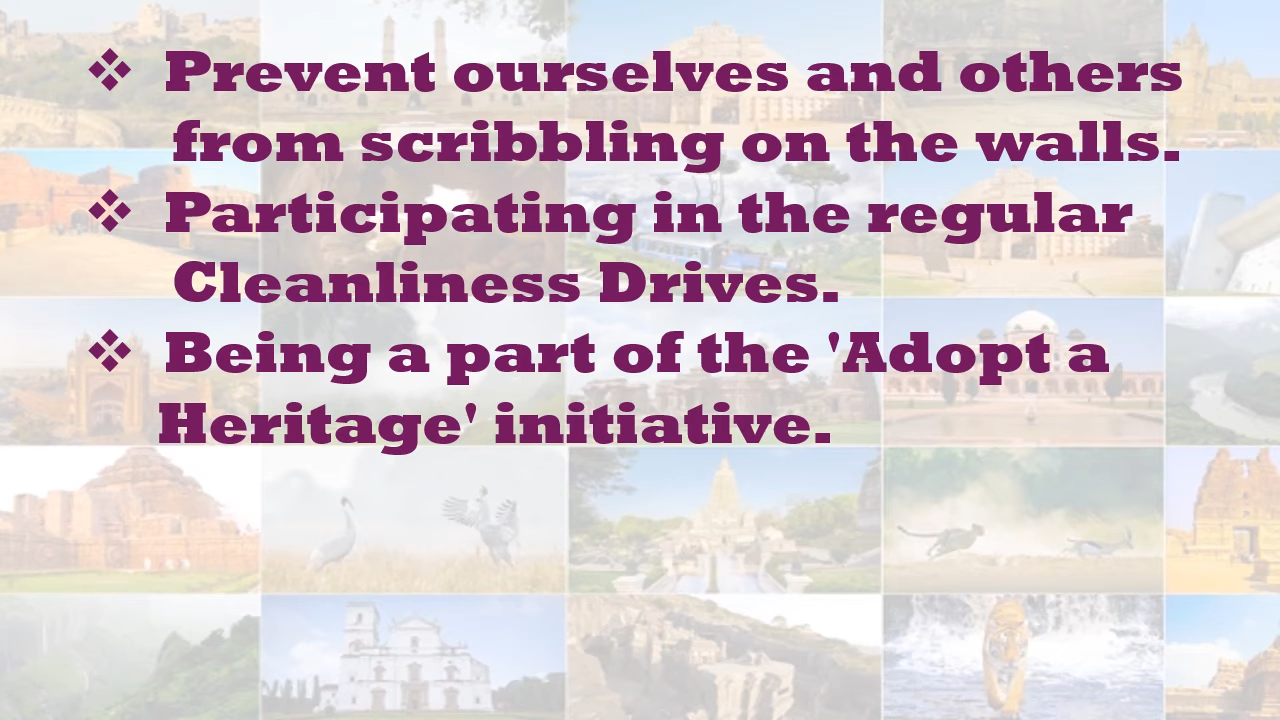 ❖ Prevent ourselves and others
from scribbling on the walls.
❖ Participating in the regular
Cleanliness Drives.
❖ Being a part of the 'Adopt a
Heritage' initiative.